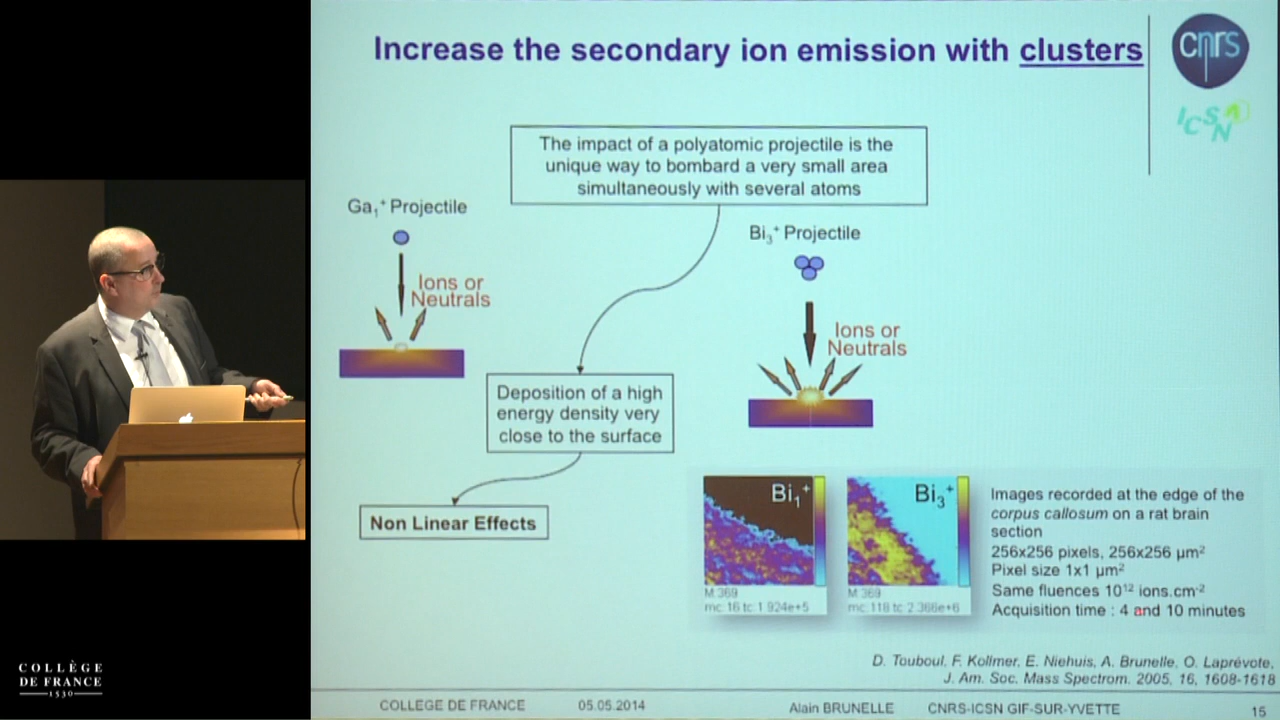 Increase the secondary ion emission with clusters
cnrs
ICSN
The impact of a polyatomic projectile is the
unique way to bombard a very small area
simultaneously with several atoms
Ga₁⁺ Projectile
Ions or
Neutrals
Bi₃⁺ Projectile
Ions or
Neutrals
Deposition of a high
energy density very
close to the surface
Non Linear Effects
Bi₁⁺
M:369
mc:16 tc:1.924e+5
Bi₃⁺
M:369
mc:118 tc:2.366e+6
Images recorded at the edge of the
corpus callosum on a rat brain
section
256x256 pixels, 256x256 µm²
Pixel size 1x1 µm²
Same fluences 10¹² ions.cm⁻²
Acquisition time : 4 and 10 minutes
D. Touboul, F. Kollmer, E. Niehuis, A. Brunelle, O. Laprévote,
J. Am. Soc. Mass Spectrom. 2005, 16, 1608-1618
COLLEGE DE FRANCE 05.05.2014 Alain BRUNELLE CNRS-ICSN GIF-SUR-YVETTE 15
COLLÈGE
DE FRANCE
1530